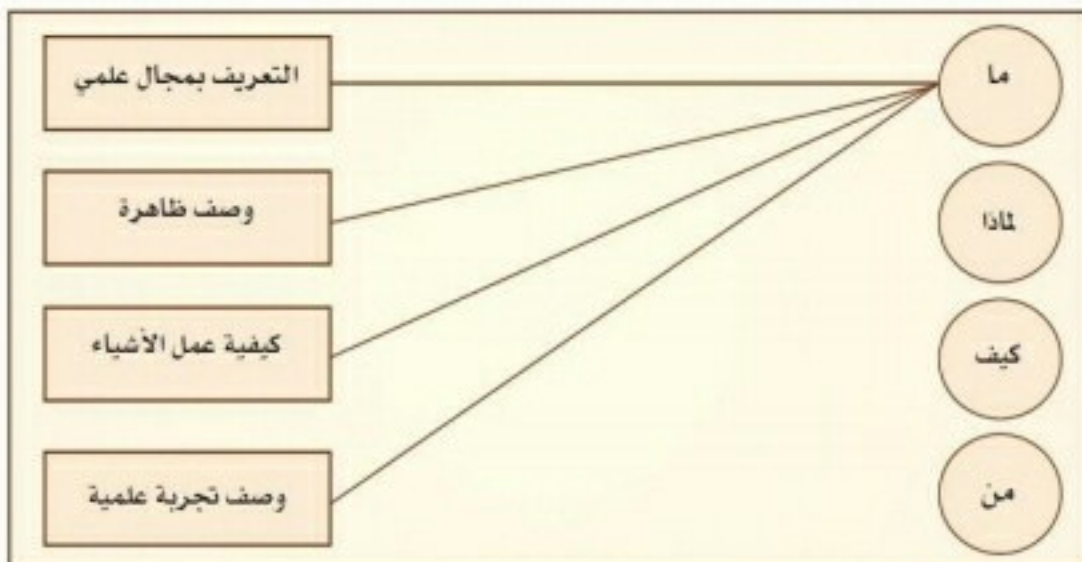 ما
التعريف بمجال علمي
لماذا
وصف ظاهرة
كيف
كيفية عمل الأشياء
من
وصف تجربة علمية